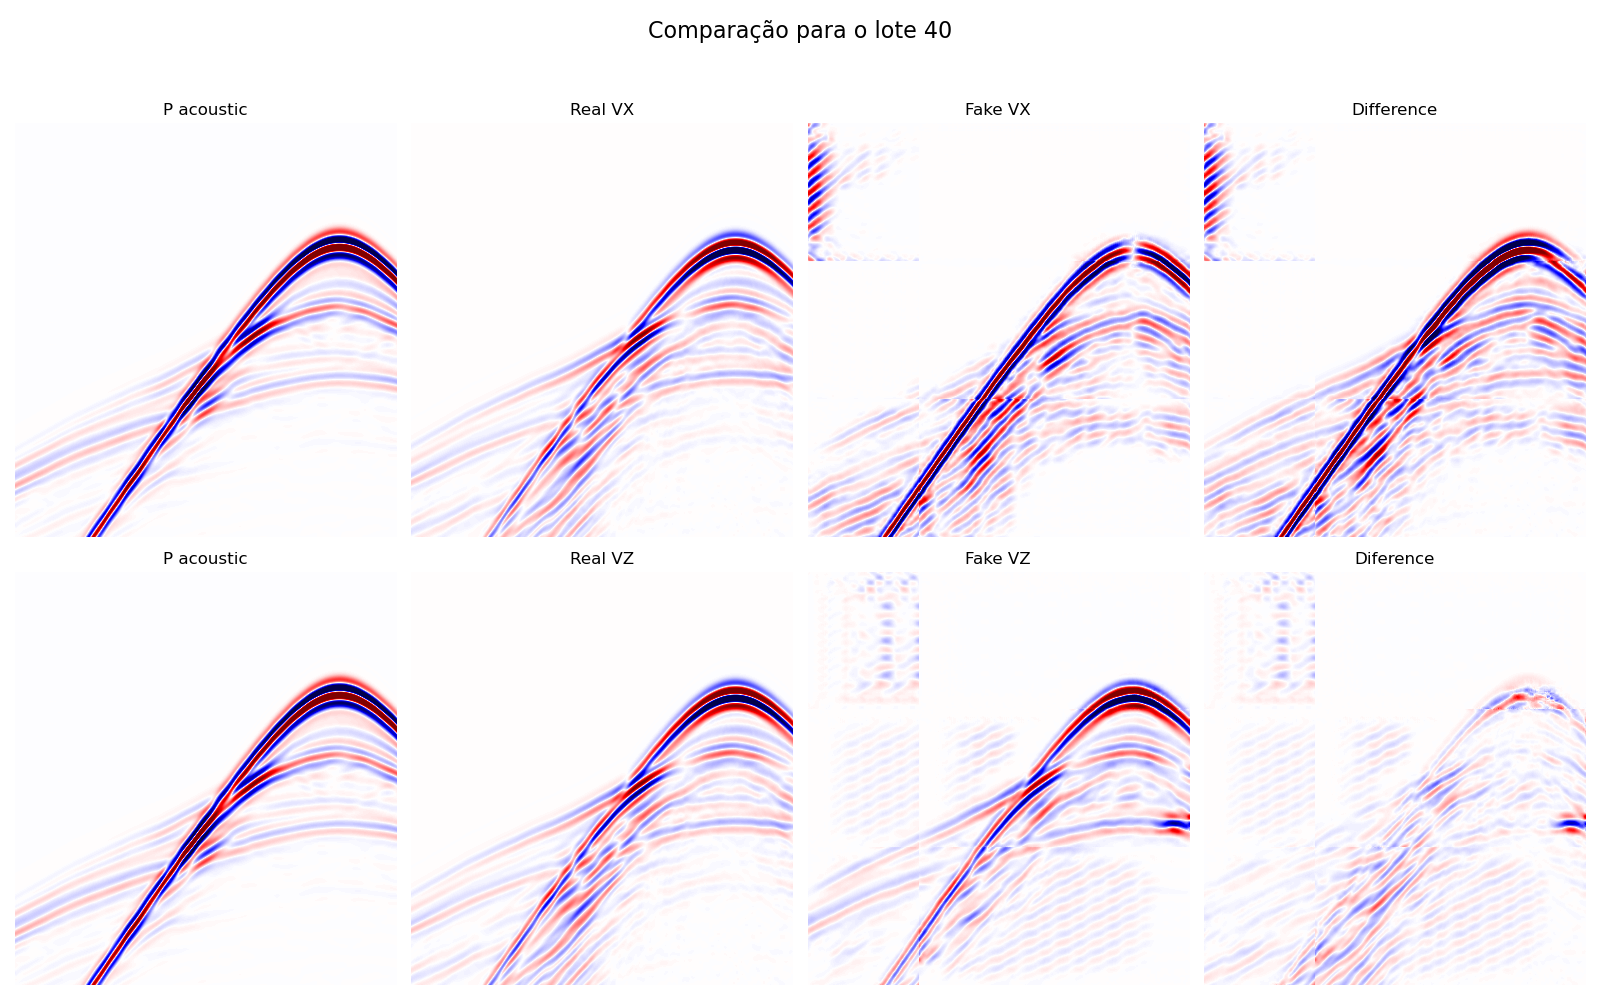 Comparação para o lote 40
P acoustic
Real VX
Fake VX
Difference
P acoustic
Real VZ
Fake VZ
Diference